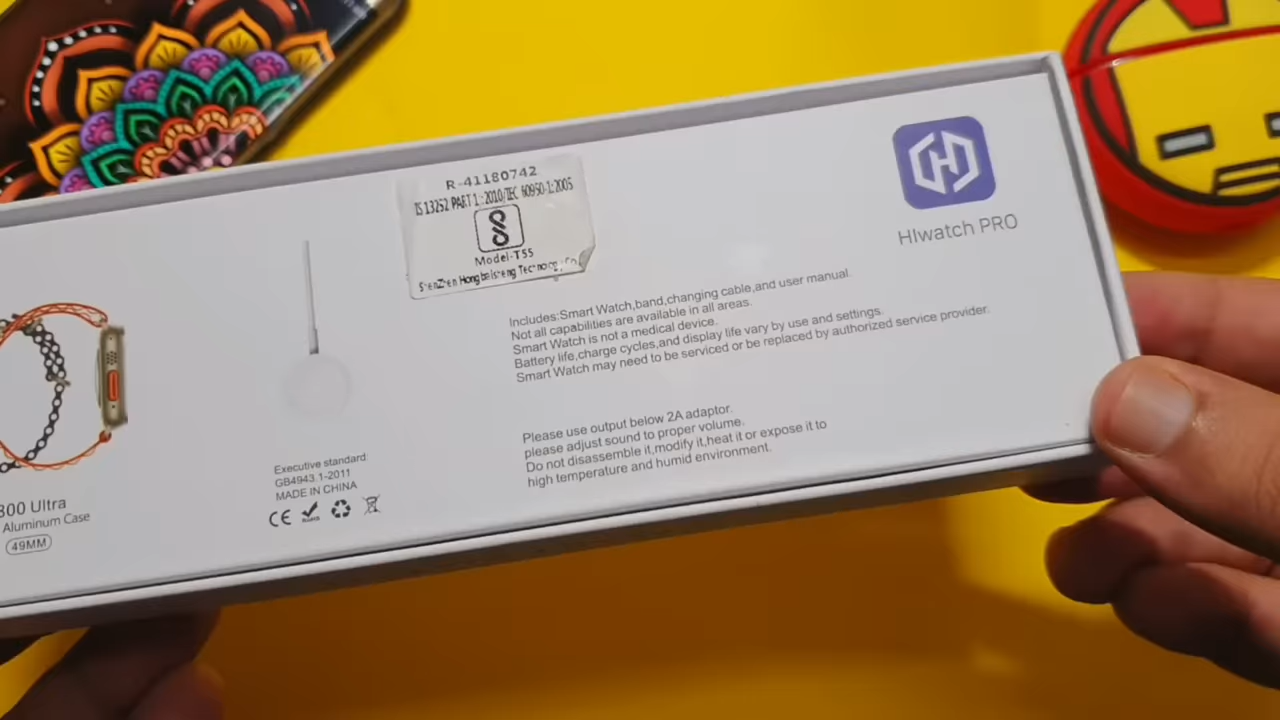 R-41180742
IS 13252 PART 1:2010/IEC 60950-1:2005
Model-T55
HIwatch PRO
Includes:Smart Watch,band,changing cable,and user manual.
Not all capabilities are available in all areas.
Smart Watch is not a medical device.
Battery life,charge cycles,and display life vary by use and settings.
Smart Watch may need to be serviced or be replaced by authorized service provider.
Please use output below 2A adaptor.
please adjust sound to proper volume.
Do not disassemble it,modify it,heat it or expose it to
high temperature and humid environment.
Executive standard:
GB4943.1-2011
MADE IN CHINA
CE
RoHS
800 Ultra
Aluminum Case
49MM